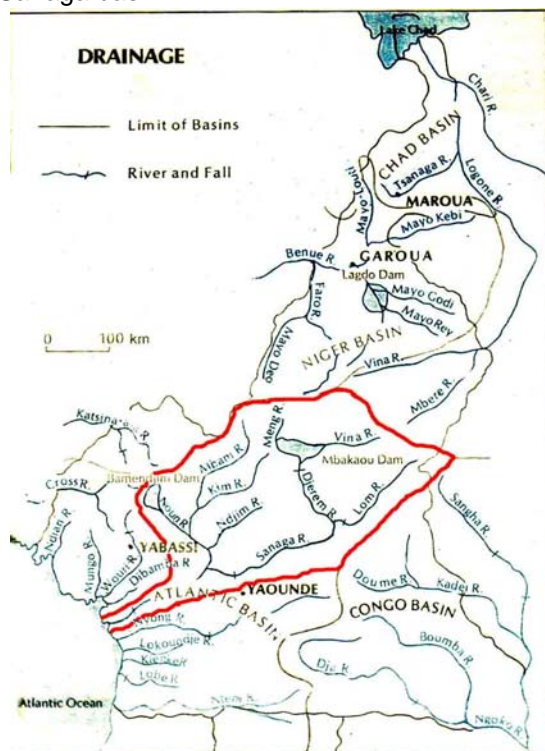 DRAINAGE
Limit of Basins
River and Fall
0 100 km
Lake Chad
Chari R.
CHAD BASIN
Tsanaga R.
Mayo-Louti
Logone R.
MAROUA
Mayo Kebi
Benue R.
GAROUA
Lagdo Dam
Faro R.
Mayo Godi
Mayo Rey
Mayo Deo
NIGER BASIN
Vina R.
Mbere R.
Katsina
Meng R.
Vina R.
Mbakaou Dam
Bamendjin Dam
Kim R.
Noun R.
Ndjim R.
Djerem R.
Lom R.
Cross R.
Ndian R.
Mungo R.
Wouri R.
YABASSI
Dibamba R.
Sanaga R.
Sangha R.
YAOUNDE
ATLANTIC BASIN
Doume R.
Kadei R.
CONGO BASIN
Nyong R.
Lokoundje R.
Kienke R.
Lobe R.
Boumba R.
Dja R.
Ntem R.
Ngoko R.
Atlantic Ocean